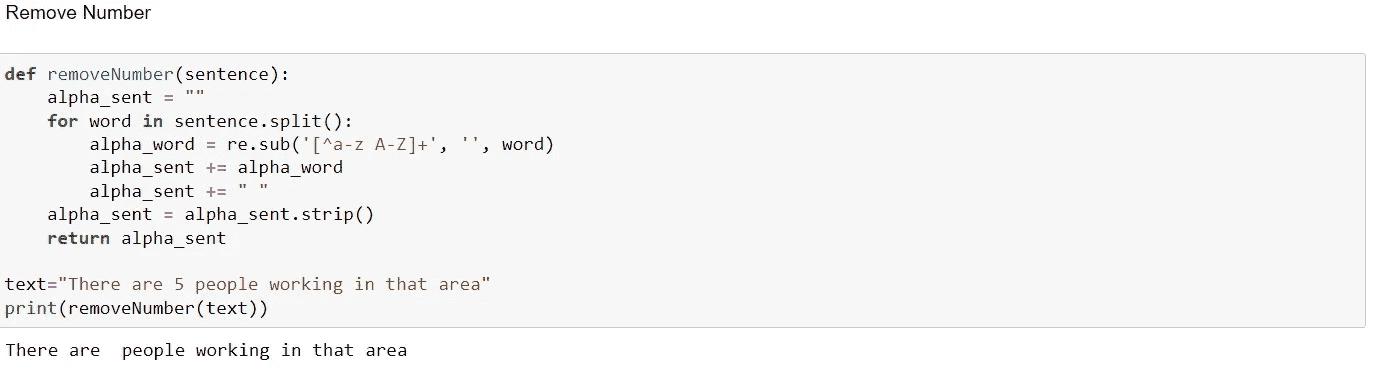 Remove Number
def removeNumber(sentence):
    alpha_sent = ""
    for word in sentence.split():
        alpha_word = re.sub('[^a-z A-Z]+', '', word)
        alpha_sent += alpha_word
        alpha_sent += " "
    alpha_sent = alpha_sent.strip()
    return alpha_sent
text="There are 5 people working in that area"
print(removeNumber(text))
There are  people working in that area